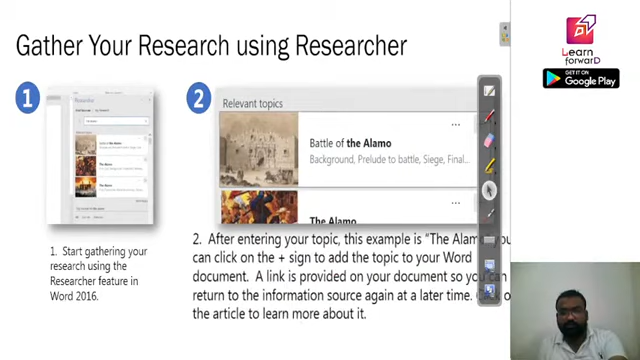 Gather Your Research using Researcher
1
2
Relevant topics
Battle of the Alamo
Background, Prelude to battle, Siege, Final...
The Alamo
1. Start gathering your
research using the
Researcher feature in
Word 2016.
2. After entering your topic, this example is "The Alamo, you
can click on the + sign to add the topic to your Word
document. A link is provided on your document so you can
return to the information source again at a later time.
the article to learn more about it.
Learn
forwarD
GET IT ON
Google Play